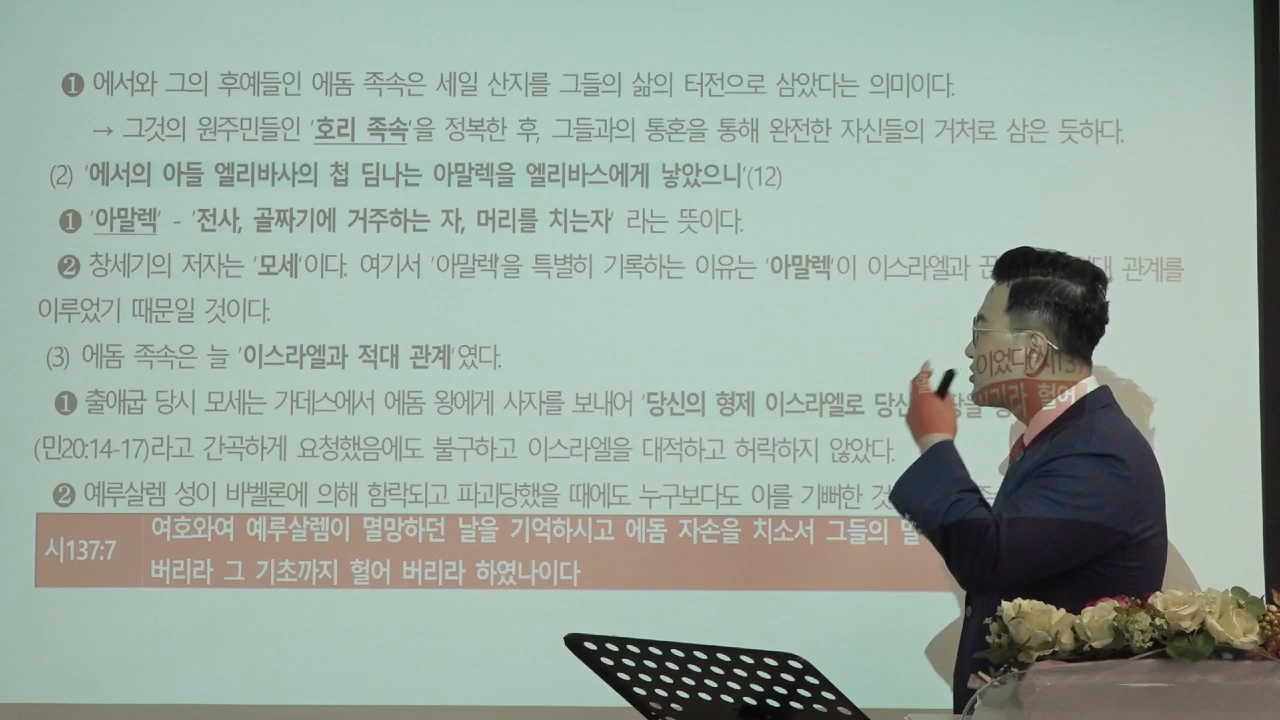 ❶ 에서와 그의 후예들인 에돔 족속은 세일 산지를 그들의 삶의 터전으로 삼았다는 의미이다.
→ 그것의 원주민들인 '호리 족속'을 정복한 후, 그들과의 통혼을 통해 완전한 자신들의 거처로 삼은 듯하다.
(2) '에서의 아들 엘리바사의 첩 딤나는 아말렉을 엘리바스에게 낳았으니'(12)
❶ '아말렉' - '전사, 골짜기에 거주하는 자, 머리를 치는자' 라는 뜻이다.
❷ 창세기의 저자는 '모세'이다. 여기서 '아말렉'을 특별히 기록하는 이유는 '아말렉'이 이스라엘과 관계를
이루었기 때문일 것이다.
(3) 에돔 족속은 늘 '이스라엘과 적대 관계'였다.
❶ 출애굽 당시 모세는 가데스에서 에돔 왕에게 사자를 보내어 '당신의 형제 이스라엘로
(민20:14-17)라고 간곡하게 요청했음에도 불구하고 이스라엘을 대적하고 허락하지 않았다.
❷ 예루살렘 성이 바벨론에 의해 함락되고 파괴당했을 때에도 누구보다도 이를 기뻐한
시137:7 여호와여 예루살렘이 멸망하던 날을 기억하시고 에돔 자손을 치소서 그들의 헐어
버리라 그 기초까지 헐어 버리라 하였나이다